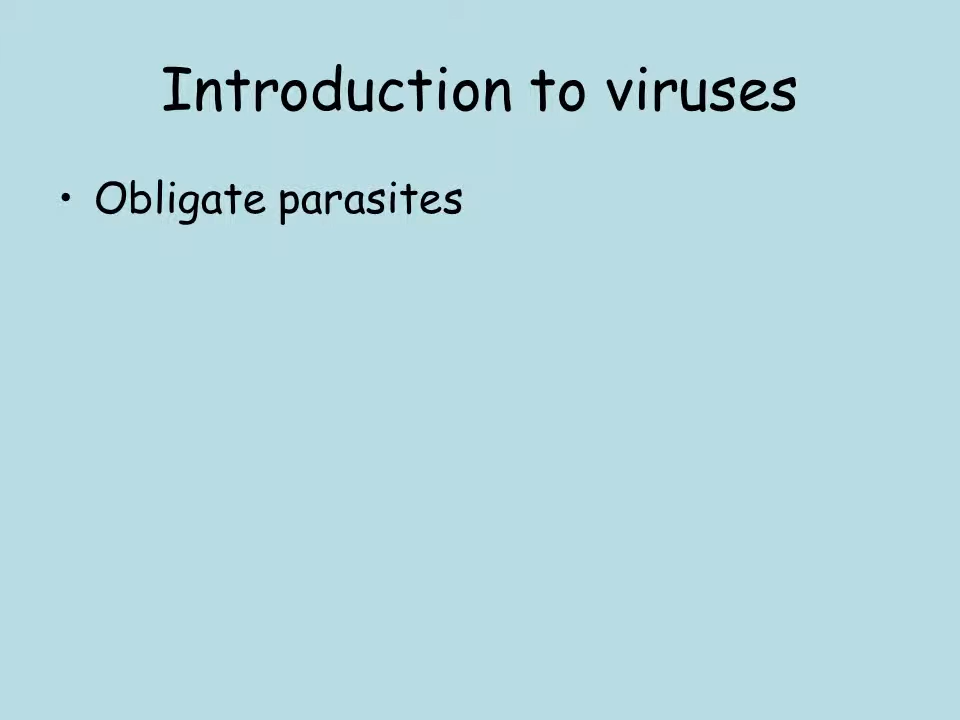 Introduction to viruses
• Obligate parasites